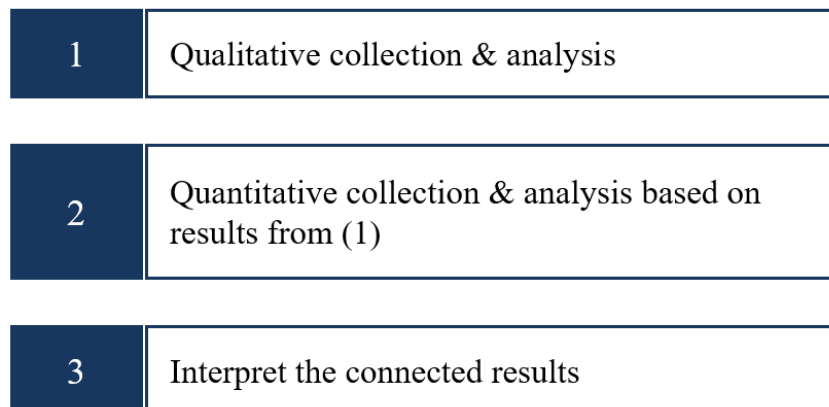 1
Qualitative collection & analysis
2
Quantitative collection & analysis based on
results from (1)
3
Interpret the connected results